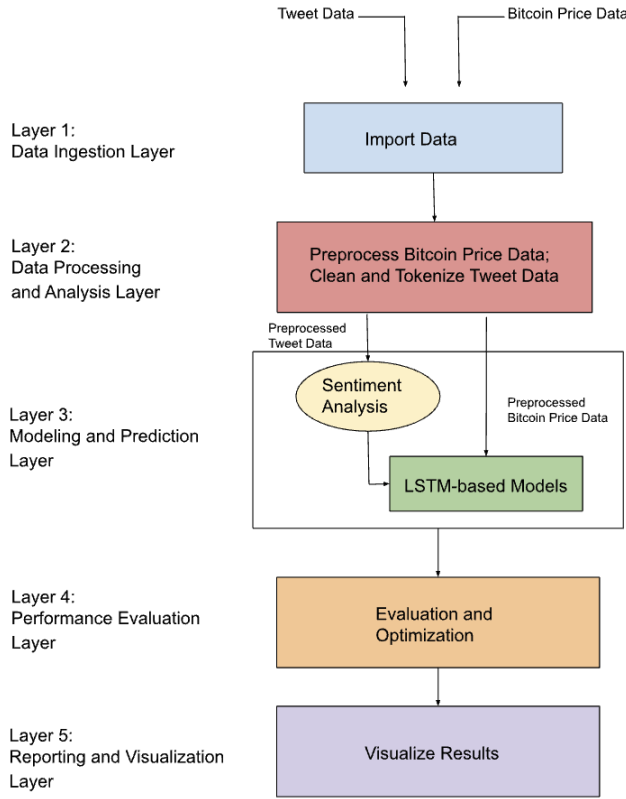 Tweet Data
Bitcoin Price Data
Layer 1:
Data Ingestion Layer
Import Data
Layer 2:
Data Processing
and Analysis Layer
Preprocess Bitcoin Price Data;
Clean and Tokenize Tweet Data
Preprocessed
Tweet Data
Sentiment
Analysis
Preprocessed
Bitcoin Price Data
Layer 3:
Modeling and Prediction
Layer
LSTM-based Models
Layer 4:
Performance Evaluation
Layer
Evaluation and
Optimization
Layer 5:
Reporting and Visualization
Layer
Visualize Results